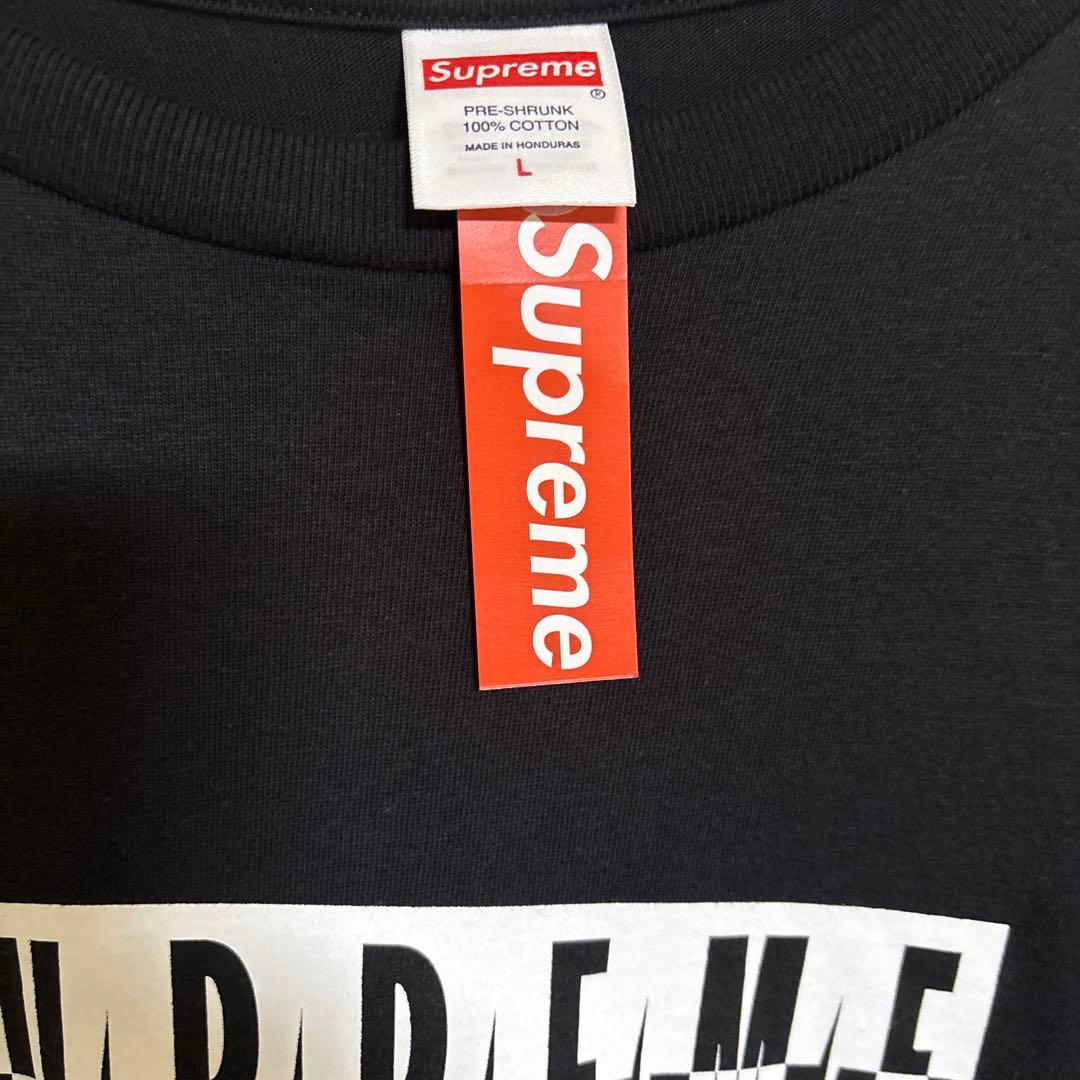 Supreme
®
PRE-SHRUNK
100% COTTON
MADE IN HONDURAS
L
Supreme